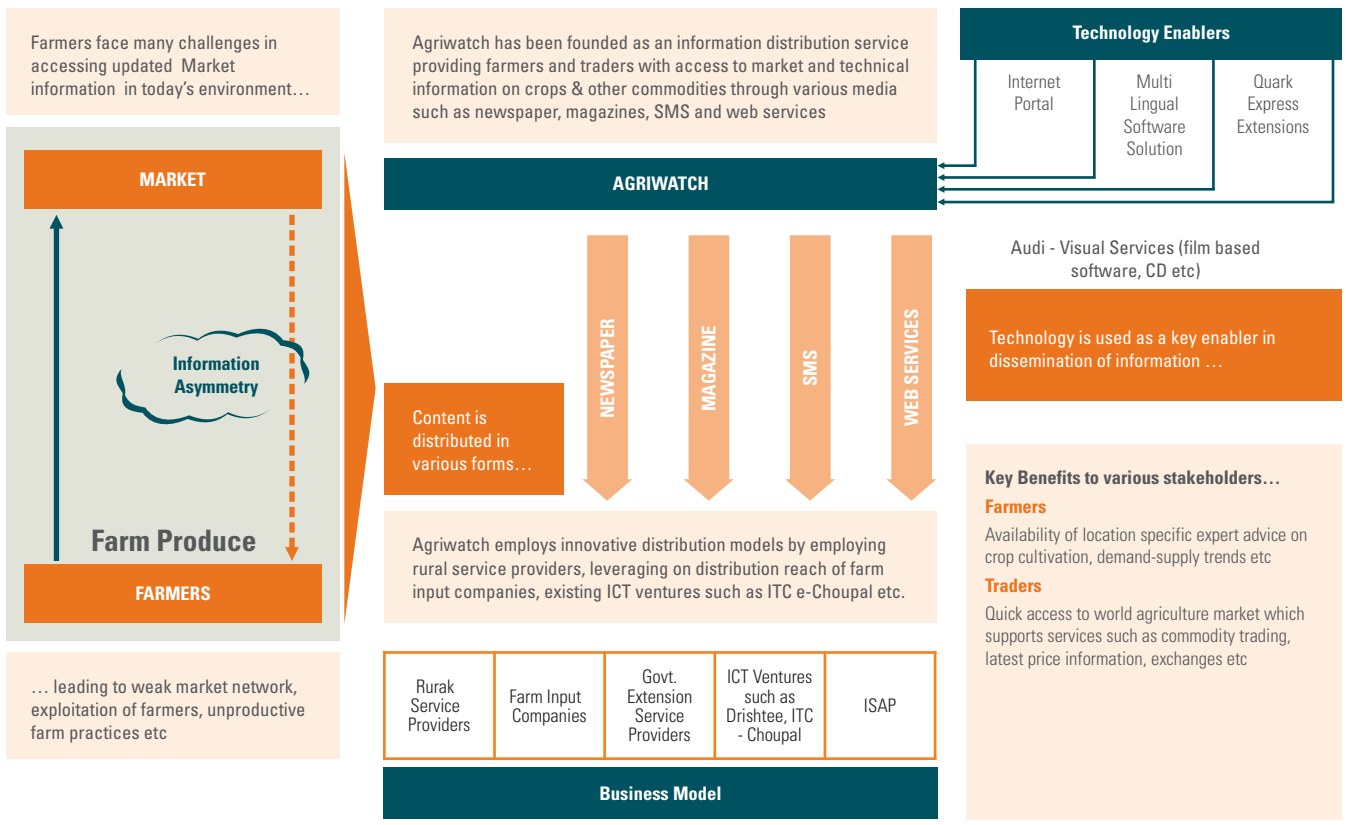 Farmers face many challenges in
accessing updated Market
information in today's environment…
MARKET
Information
Asymmetry
Farm Produce
FARMERS
… leading to weak market network,
exploitation of farmers, unproductive
farm practices etc
Agriwatch has been founded as an information distribution service
providing farmers and traders with access to market and technical
information on crops & other commodities through various media
such as newspaper, magazines, SMS and web services
AGRIWATCH
Content is
distributed in
various forms…
NEWSPAPER
MAGAZINE
SMS
WEB SERVICES
Agriwatch employs innovative distribution models by employing
rural service providers, leveraging on distribution reach of farm
input companies, existing ICT ventures such as ITC e-Choupal etc.
Rurak
Service
Providers
Farm Input
Companies
Govt.
Extension
Service
Providers
ICT Ventures
such as
Drishtee, ITC
- Choupal
ISAP
Business Model
Technology Enablers
Internet
Portal
Multi
Lingual
Software
Solution
Quark
Express
Extensions
Audi - Visual Services (film based
software, CD etc)
Technology is used as a key enabler in
dissemination of information …
Key Benefits to various stakeholders…
Farmers
Availability of location specific expert advice on
crop cultivation, demand-supply trends etc
Traders
Quick access to world agriculture market which
supports services such as commodity trading,
latest price information, exchanges etc